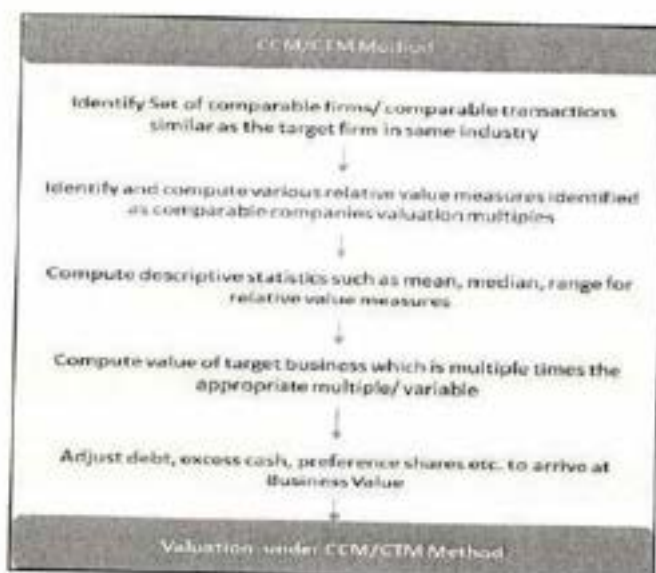 CCM/CTM Method
Identify Set of comparable firms/ comparable transactions
similar as the target firm in same industry
Identify and compute various relative value measures identified
as comparable companies valuation multiples
Compute descriptive statistics such as mean, median, range for
relative value measures
Compute value of target business which is multiple times the
appropriate multiple/ variable
Adjust debt, excess cash, preference shares etc. to arrive at
Business Value
Valuation under CCM/CTM Method